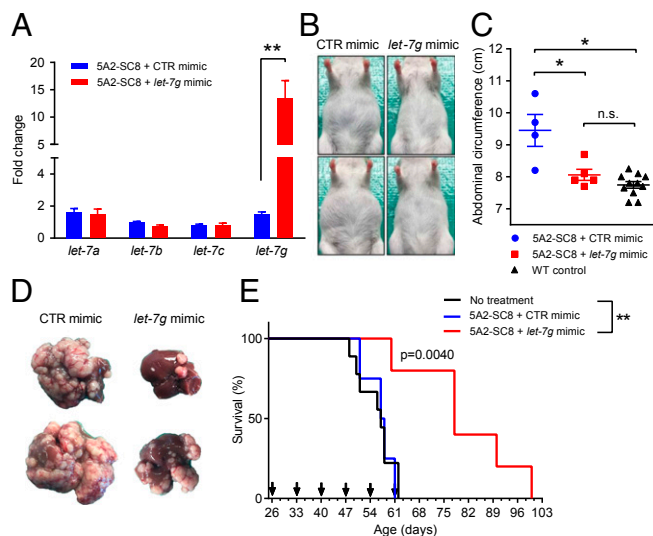 A
5A2-SC8 + CTR mimic
5A2-SC8 + let-7g mimic
**
Fold change
20
15
10
5
2
1
0
let-7a
let-7b
let-7c
let-7g
B
CTR mimic
let-7g mimic
C
Abdominal circumference (cm)
12
11
10
9
8
7
6
*
*
n.s.
5A2-SC8 + CTR mimic
5A2-SC8 + let-7g mimic
WT control
D
CTR mimic
let-7g mimic
E
No treatment
5A2-SC8 + CTR mimic
5A2-SC8 + let-7g mimic
**
p=0.0040
Survival (%)
100
50
0
26 33 40 47 54 61 68 75 82 89 96 103
Age (days)